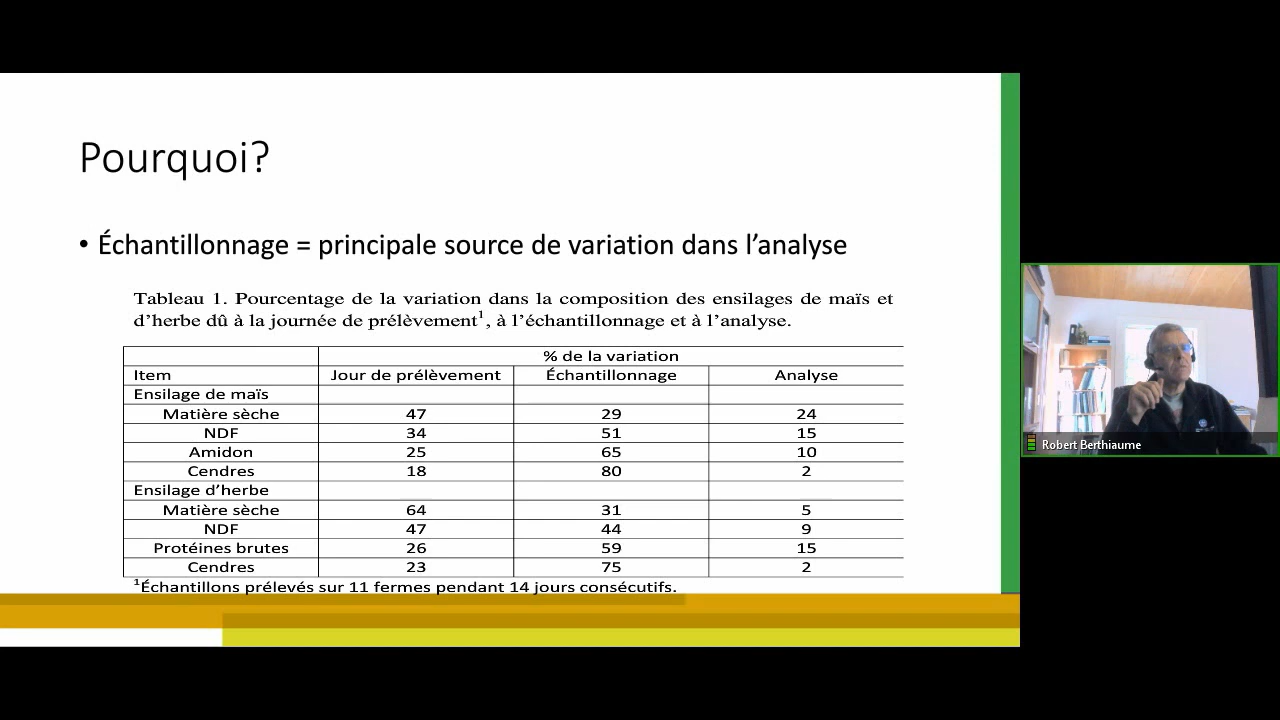 Pourquoi?
• Échantillonnage = principale source de variation dans l'analyse
Tableau 1. Pourcentage de la variation dans la composition des ensilages de maïs et
d'herbe dû à la journée de prélèvement¹, à l'échantillonnage et à l'analyse.
% de la variation
Item Jour de prélèvement Échantillonnage Analyse
Ensilage de maïs
Matière sèche 47 29 24
NDF 34 51 15
Amidon 25 65 10
Cendres 18 80 2
Ensilage d'herbe
Matière sèche 64 31 5
NDF 47 44 9
Protéines brutes 26 59 15
Cendres 23 75 2
¹Échantillons prélevés sur 11 fermes pendant 14 jours consécutifs.
Robert Berthiaume